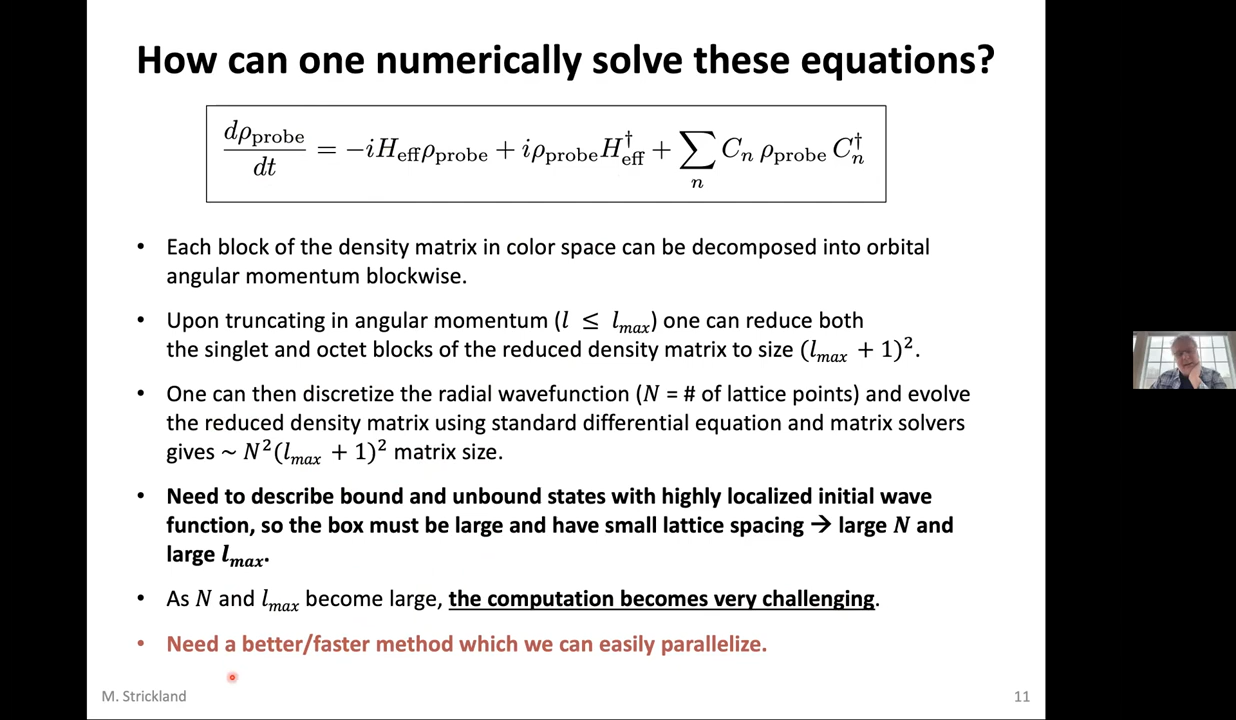 How can one numerically solve these equations?
dρ_probe/dt = −iH_eff ρ_probe + iρ_probe H†_eff + ∑_n C_n ρ_probe C†_n
• Each block of the density matrix in color space can be decomposed into orbital
angular momentum blockwise.
• Upon truncating in angular momentum (l ≤ l_max) one can reduce both
the singlet and octet blocks of the reduced density matrix to size (l_max + 1)².
• One can then discretize the radial wavefunction (N = # of lattice points) and evolve
the reduced density matrix using standard differential equation and matrix solvers
gives ~ N²(l_max + 1)² matrix size.
• Need to describe bound and unbound states with highly localized initial wave
function, so the box must be large and have small lattice spacing → large N and
large l_max.
• As N and l_max become large, the computation becomes very challenging.
• Need a better/faster method which we can easily parallelize.
M. Strickland
11